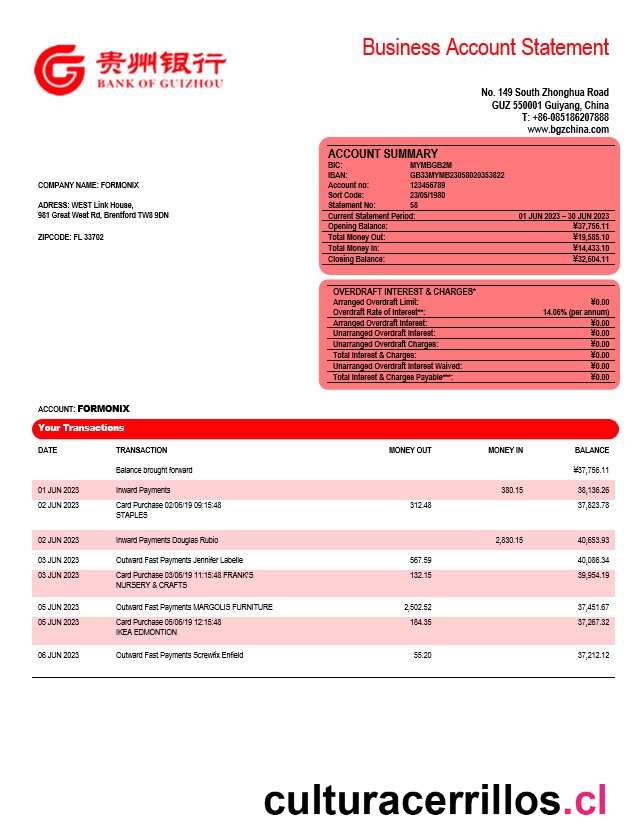 Business Account Statement
贵州银行
BANK OF GUIZHOU
No. 149 South Zhonghua Road
GUZ 550001 Guiyang, China
T: +86-085186207888
www.bgzchina.com
COMPANY NAME: FORMONIX
ADRESS: WEST Link House,
981 Great West Rd, Brentford TW8 9DN
ZIPCODE: FL 33702
ACCOUNT SUMMARY
BIC: MYMBGB2M
IBAN: GB33MYMB23058020353822
Account no: 123456789
Sort Code: 23/05/1980
Statement No: 58
Current Statement Period: 01 JUN 2023 – 30 JUN 2023
Opening Balance: ¥37,756.11
Total Money Out: ¥19,585.10
Total Money In: ¥14,433.10
Closing Balance: ¥32,604.11
OVERDRAFT INTEREST & CHARGES*
Arranged Overdraft Limit: ¥0.00
Overdraft Rate of Interest**: 14.06% (per annum)
Arranged Overdraft Interest: ¥0.00
Unarranged Overdraft Interest: ¥0.00
Unarranged Overdraft Charges: ¥0.00
Total Interest & Charges: ¥0.00
Unarranged Overdraft Interest Waived: ¥0.00
Total Interest & Charges Payable***: ¥0.00
ACCOUNT: FORMONIX
Your Transactions
DATE TRANSACTION MONEY OUT MONEY IN BALANCE
Balance brought forward ¥37,756.11
01 JUN 2023 Inward Payments 380.15 38,136.26
02 JUN 2023 Card Purchase 02/06/19 09:15:48 312.48 37,823.78
STAPLES
02 JUN 2023 Inward Payments Douglas Rubio 2,830.15 40,653.93
03 JUN 2023 Outward Fast Payments Jennifer Labelle 567.59 40,086.34
03 JUN 2023 Card Purchase 03/06/19 11:15:48 FRANK'S 132.15 39,954.19
NURSERY & CRAFTS
05 JUN 2023 Outward Fast Payments MARGOLIS FURNITURE 2,502.52 37,451.67
05 JUN 2023 Card Purchase 05/06/19 12:15:48 184.35 37,267.32
IKEA EDMONTION
06 JUN 2023 Outward Fast Payments Screwfix Enfield 55.20 37,212.12
culturacerrillos.cl